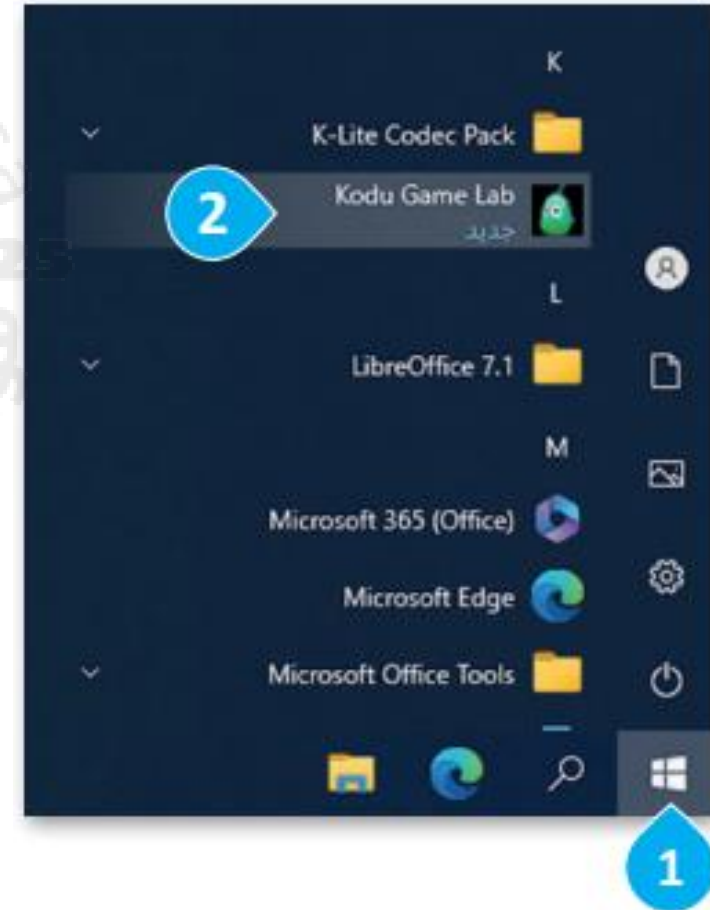 K
K-Lite Codec Pack
2
Kodu Game Lab
جديد
L
LibreOffice 7.1
M
Microsoft 365 (Office)
Microsoft Edge
Microsoft Office Tools
1